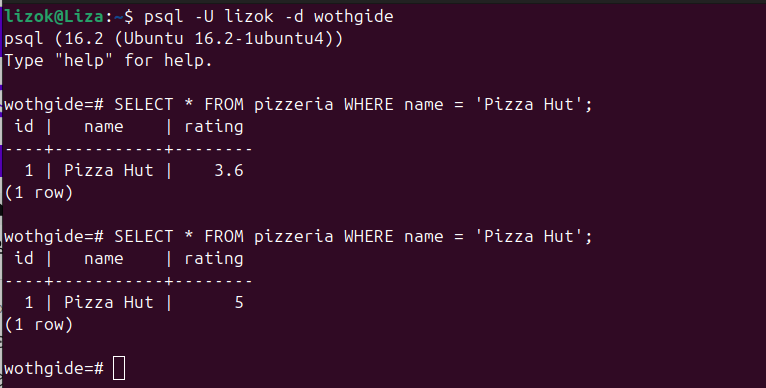 lizok@Liza:~$ psql -U lizok -d wothgide
psql (16.2 (Ubuntu 16.2-1ubuntu4))
Type "help" for help.

wothgide=# SELECT * FROM pizzeria WHERE name = 'Pizza Hut';
 id |   name    | rating
----+-----------+--------
  1 | Pizza Hut |    3.6
(1 row)

wothgide=# SELECT * FROM pizzeria WHERE name = 'Pizza Hut';
 id |   name    | rating
----+-----------+--------
  1 | Pizza Hut |      5
(1 row)

wothgide=#